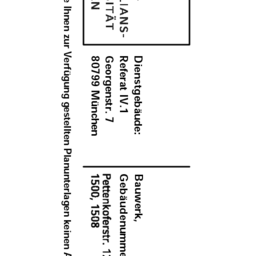 IANS-
ITÄT
N
Dienstgebäude:
Referat IV.1
Georgenstr. 7
80799 München
Bauwerk,
Gebäudenumme
Pettenkoferstr. 1
1500, 1508
e Ihnen zur Verfügung gestellten Planunterlagen keinen A